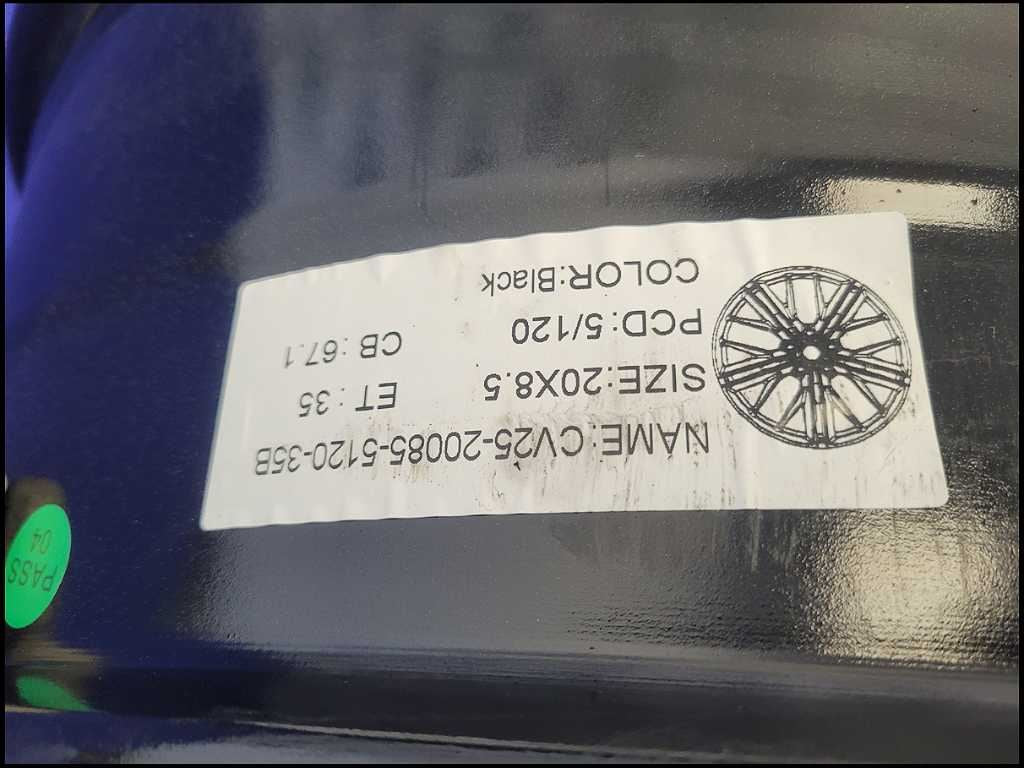 NAME:CV25-20085-5120-35B
SIZE:20X8.5 ET: 35
PCD:5/120 CB: 67.1
COLOR:Black
PASS
04